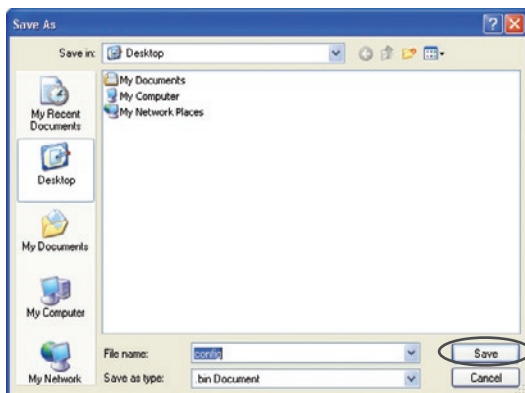 Save As
Save in:
Desktop
My Recent
Documents
Desktop
My Documents
My Computer
My Network
My Documents
My Computer
My Network Places
File name:
config
Save
Save as type:
.bin Document
Cancel